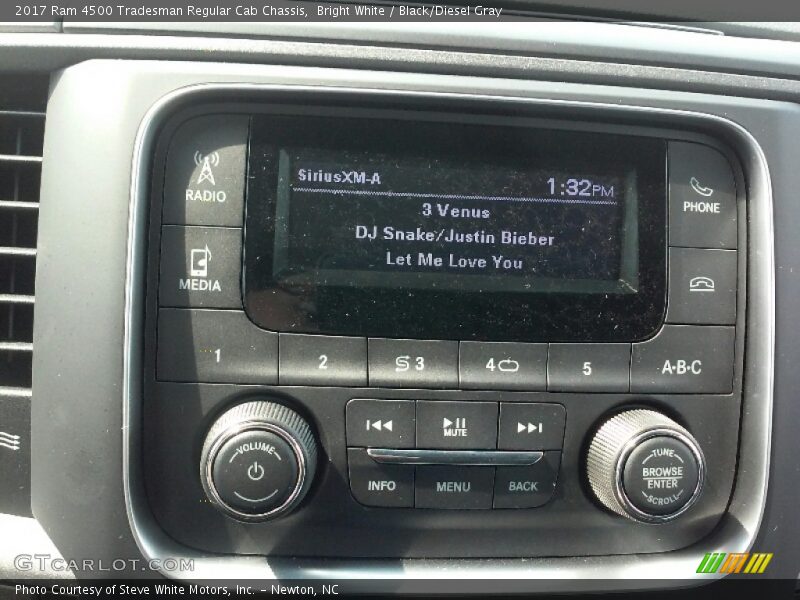 2017 Ram 4500 Tradesman Regular Cab Chassis,  Bright White / Black/Diesel Gray
SiriusXM-A 1:32PM
3 Venus
DJ Snake/Justin Bieber
Let Me Love You
RADIO
MEDIA
PHONE
1 2 3 4 5 A·B·C
VOLUME
MUTE
INFO MENU BACK
TUNE
BROWSE
ENTER
SCROLL
GTCARLOT.COM
Photo Courtesy of Steve White Motors, Inc. – Newton, NC